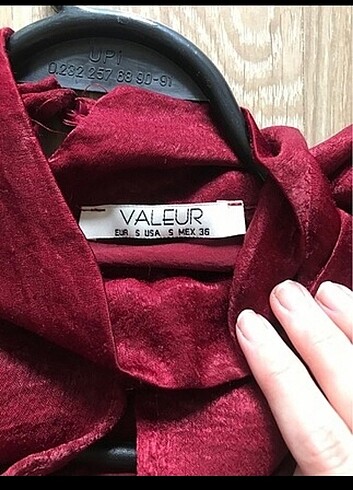 UPI
0.232 257 88 90-91
VALEUR
EUR S USA S MEX 36